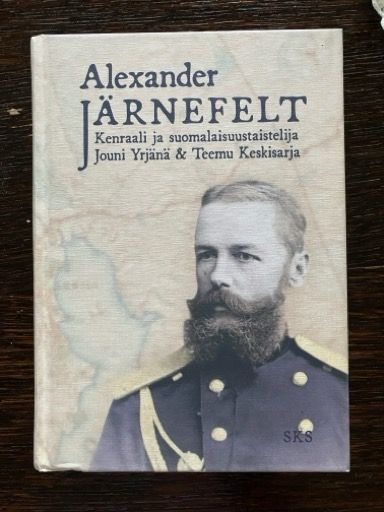 Alexander
JÄRNEFELT
Kenraali ja suomalaisuustaistelija
Jouni Yrjänä & Teemu Keskisarja
SKS